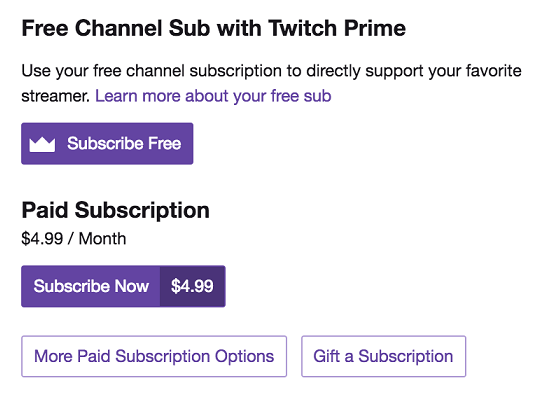 Free Channel Sub with Twitch Prime
Use your free channel subscription to directly support your favorite
streamer. Learn more about your free sub
Subscribe Free
Paid Subscription
$4.99 / Month
Subscribe Now $4.99
More Paid Subscription Options Gift a Subscription